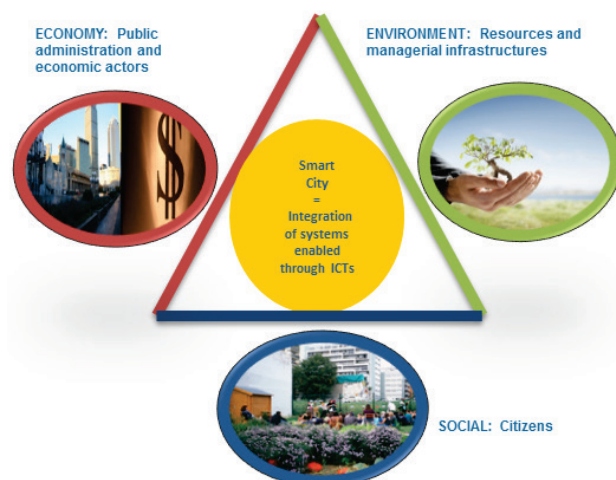 ECONOMY: Public
administration and
economic actors
ENVIRONMENT: Resources and
managerial infrastructures
$
Smart
City
=
Integration
of systems
enabled
through ICTs
SOCIAL: Citizens